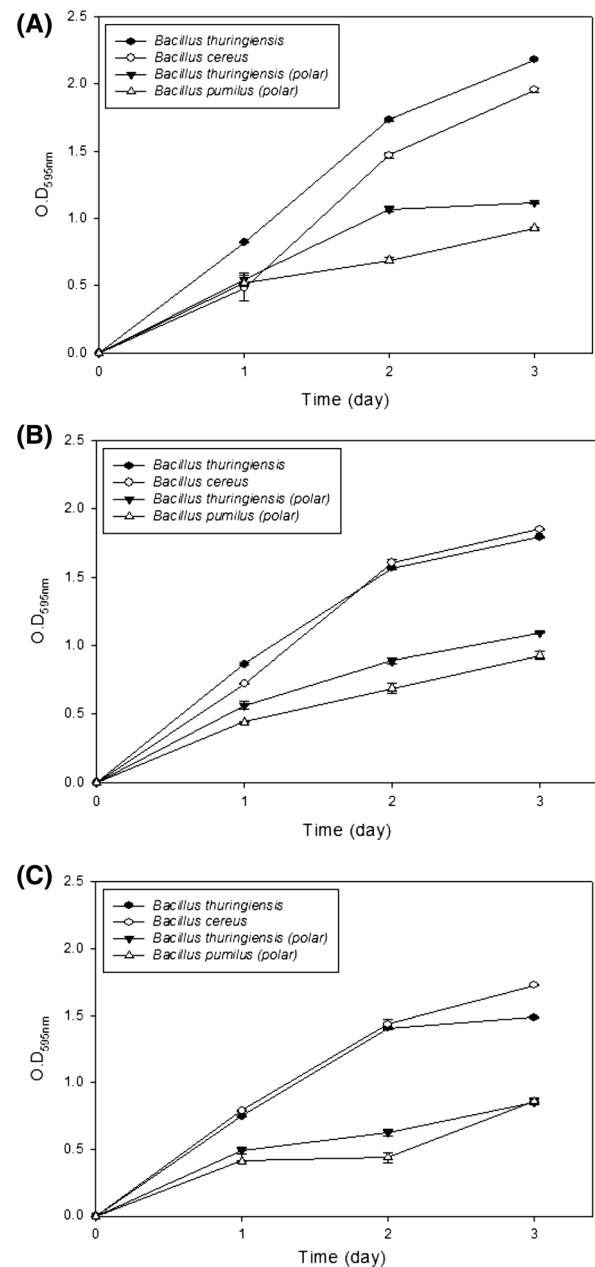 (A)
2.5
2.0
1.5
1.0
0.5
0.0
Bacillus thuringiensis
Bacillus cereus
Bacillus thuringiensis (polar)
Bacillus pumilus (polar)
O.D595nm
0 1 2 3
Time (day)
(B)
2.5
2.0
1.5
1.0
0.5
0.0
Bacillus thuringiensis
Bacillus cereus
Bacillus thuringiensis (polar)
Bacillus pumilus (polar)
O.D595nm
0 1 2 3
Time (day)
(C)
2.5
2.0
1.5
1.0
0.5
0.0
Bacillus thuringiensis
Bacillus cereus
Bacillus thuringiensis (polar)
Bacillus pumilus (polar)
O.D595nm
0 1 2 3
Time (day)